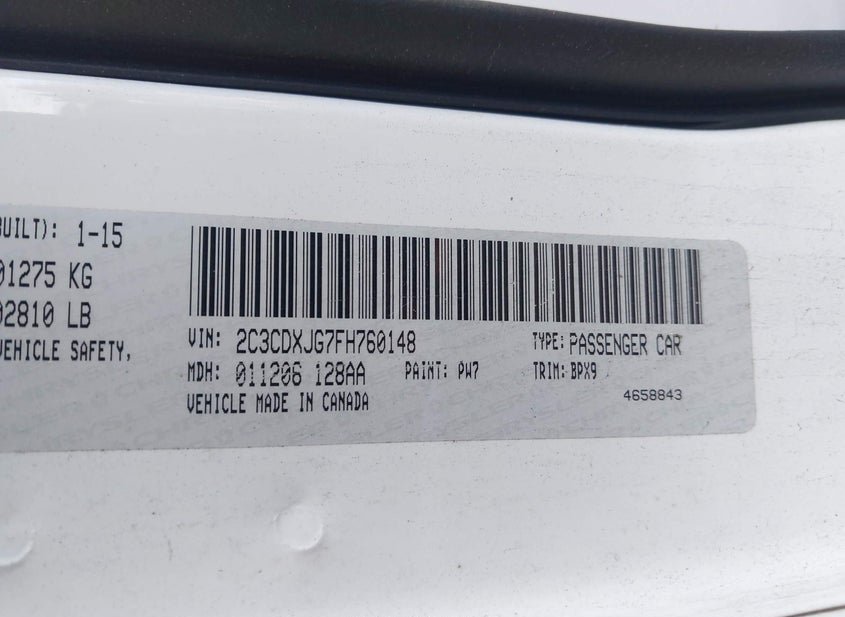 BUILT): 1-15
01275 KG
02810 LB
VEHICLE SAFETY,
VIN: 2C3CDXJG7FH760148 TYPE: PASSENGER CAR
MDH: 011206 128AA PAINT: PW7 TRIM: BPX9
VEHICLE MADE IN CANADA 4658843